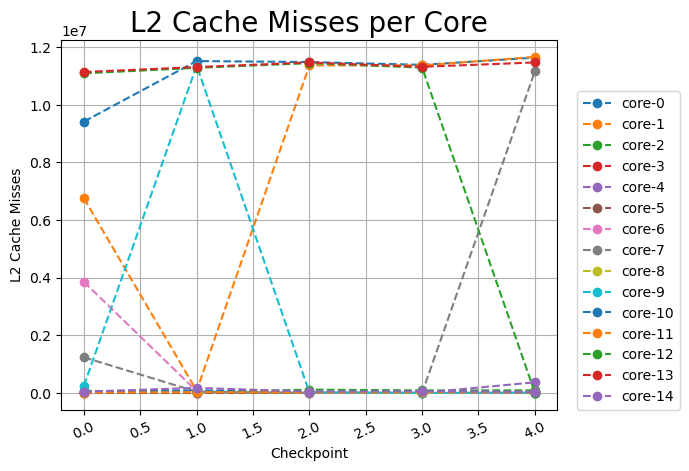 L2 Cache Misses per Core
1e7
1.2
1.0
0.8
0.6
0.4
0.2
0.0
L2 Cache Misses
0.0 0.5 1.0 1.5 2.0 2.5 3.0 3.5 4.0
Checkpoint
core-0
core-1
core-2
core-3
core-4
core-5
core-6
core-7
core-8
core-9
core-10
core-11
core-12
core-13
core-14